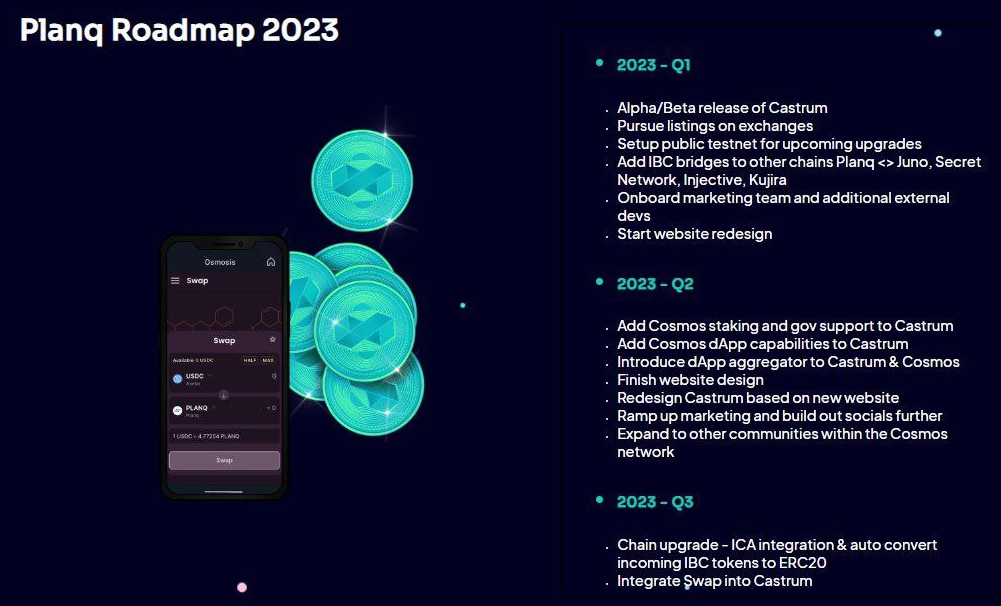 Planq Roadmap 2023
2023 - Q1
Alpha/Beta release of Castrum
Pursue listings on exchanges
Setup public testnet for upcoming upgrades
Add IBC bridges to other chains Planq <> Juno, Secret
Network, Injective, Kujira
Onboard marketing team and additional external
devs
Start website redesign
2023 - Q2
Add Cosmos staking and gov support to Castrum
Add Cosmos dApp capabilities to Castrum
Introduce dApp aggregator to Castrum & Cosmos
Finish website design
Redesign Castrum based on new website
Ramp up marketing and build out socials further
Expand to other communities within the Cosmos
network
2023 - Q3
Chain upgrade - ICA integration & auto convert
incoming IBC tokens to ERC20
Integrate Swap into Castrum
Osmosis
Swap
Swap
Available 0 USDC HALF MAX
USDC 0
Axelar
PLANQ ≈ 0
Planq
1 USDC ≈ 4.77254 PLANQ
Swap